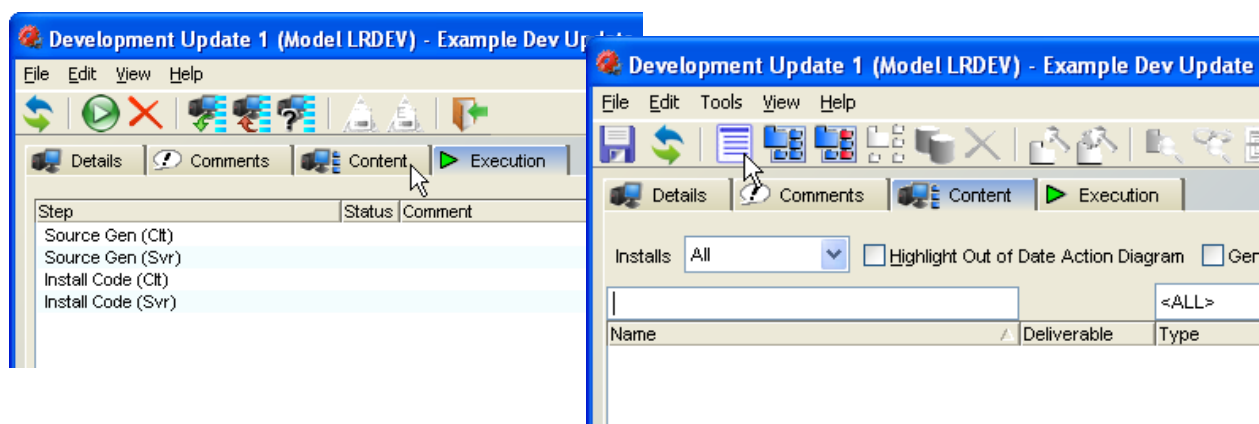 Development Update 1 (Model LRDEV) - Example Dev Update
File Edit View Help
Details Comments Content Execution
Step Status Comment
Source Gen (Clt)
Source Gen (Svr)
Install Code (Clt)
Install Code (Svr)
Development Update 1 (Model LRDEV) - Example Dev Update
File Edit Tools View Help
Details Comments Content Execution
Installs All Highlight Out of Date Action Diagram Gen
<ALL>
Name Deliverable Type